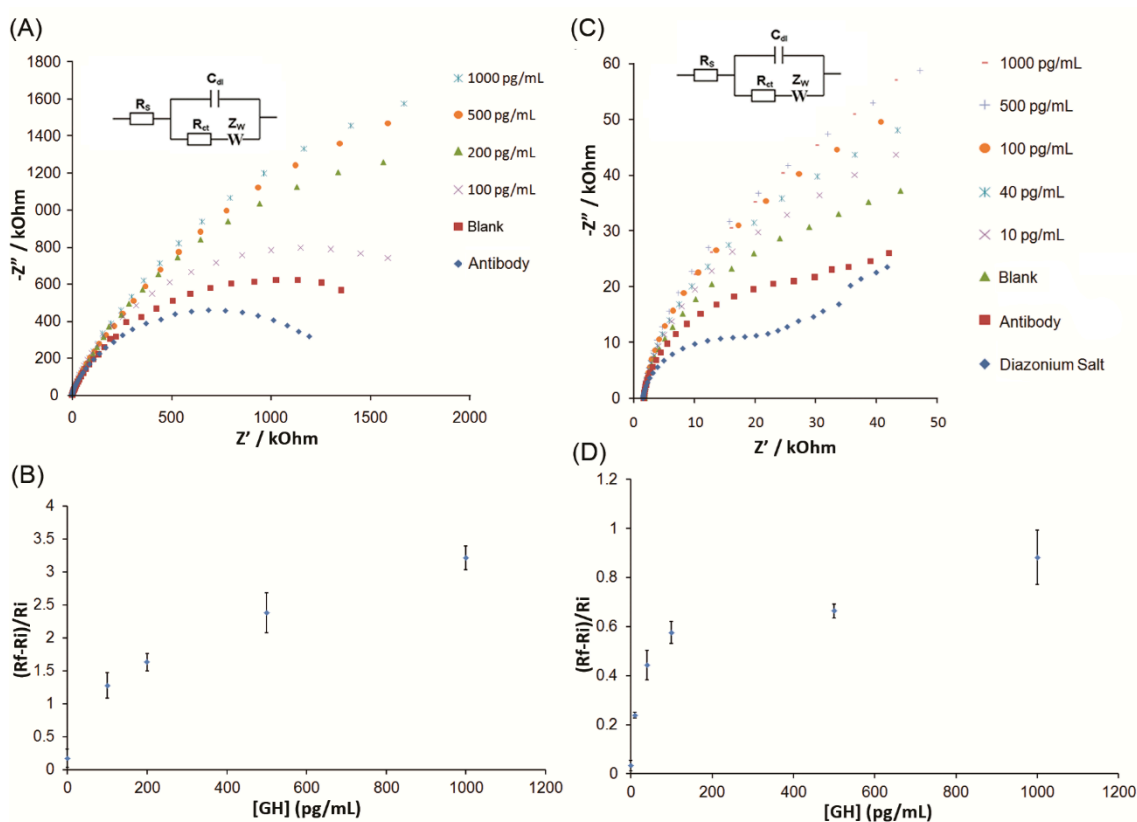 (A)
1800
1600
1400
1200
000
800
600
400
200
0
-Z″ / kOhm
0 500 1000 1500 2000
Z' / kOhm
Cdl
RS
Rct
ZW
W
1000 pg/mL
500 pg/mL
200 pg/mL
100 pg/mL
Blank
Antibody
(C)
60
50
40
30
20
10
0
-Z″ / kOhm
0 10 20 30 40 50
Z' / kOhm
Cdl
RS
Rct
ZW
W
1000 pg/mL
500 pg/mL
100 pg/mL
40 pg/mL
10 pg/mL
Blank
Antibody
Diazonium Salt
(B)
4
3.5
3
2.5
2
1.5
1
0.5
0
(Rf-Ri)/Ri
0 200 400 600 800 1000 1200
[GH] (pg/mL)
(D)
1.2
1
0.8
0.6
0.4
0.2
0
(Rf-Ri)/Ri
0 200 400 600 800 1000 1200
[GH] (pg/mL)